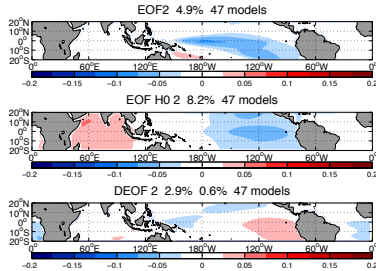 EOF2 4.9% 47 models
20°N
10°N
0°
10°S
20°S
0° 60°E 120°E 180°W 120°W 60°W 0°
−0.2 −0.15 −0.1 −0.05 0 0.05 0.1 0.15 0.2
EOF H0 2 8.2% 47 models
20°N
10°N
0°
10°S
20°S
0° 60°E 120°E 180°W 120°W 60°W 0°
−0.2 −0.15 −0.1 −0.05 0 0.05 0.1 0.15 0.2
DEOF 2 2.9% 0.6% 47 models
20°N
10°N
0°
10°S
20°S
0° 60°E 120°E 180°W 120°W 60°W 0°
−0.2 −0.15 −0.1 −0.05 0 0.05 0.1 0.15 0.2